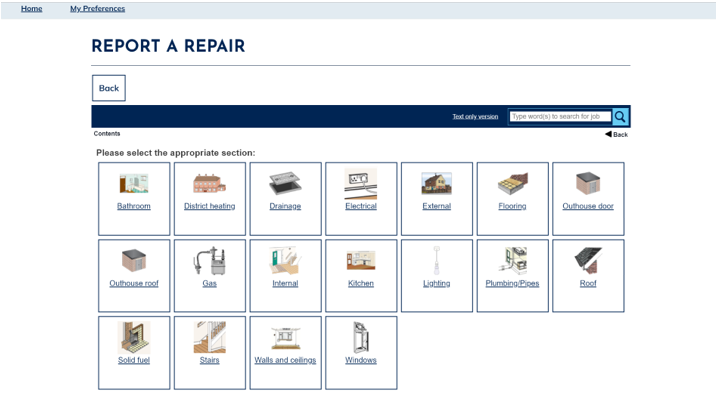 Home My Preferences
REPORT A REPAIR
Back
Text only version Type word(s) to search for job
Contents Back
Please select the appropriate section:
Bathroom District heating Drainage Electrical External Flooring Outhouse door
Outhouse roof Gas Internal Kitchen Lighting Plumbing/Pipes Roof
Solid fuel Stairs Walls and ceilings Windows